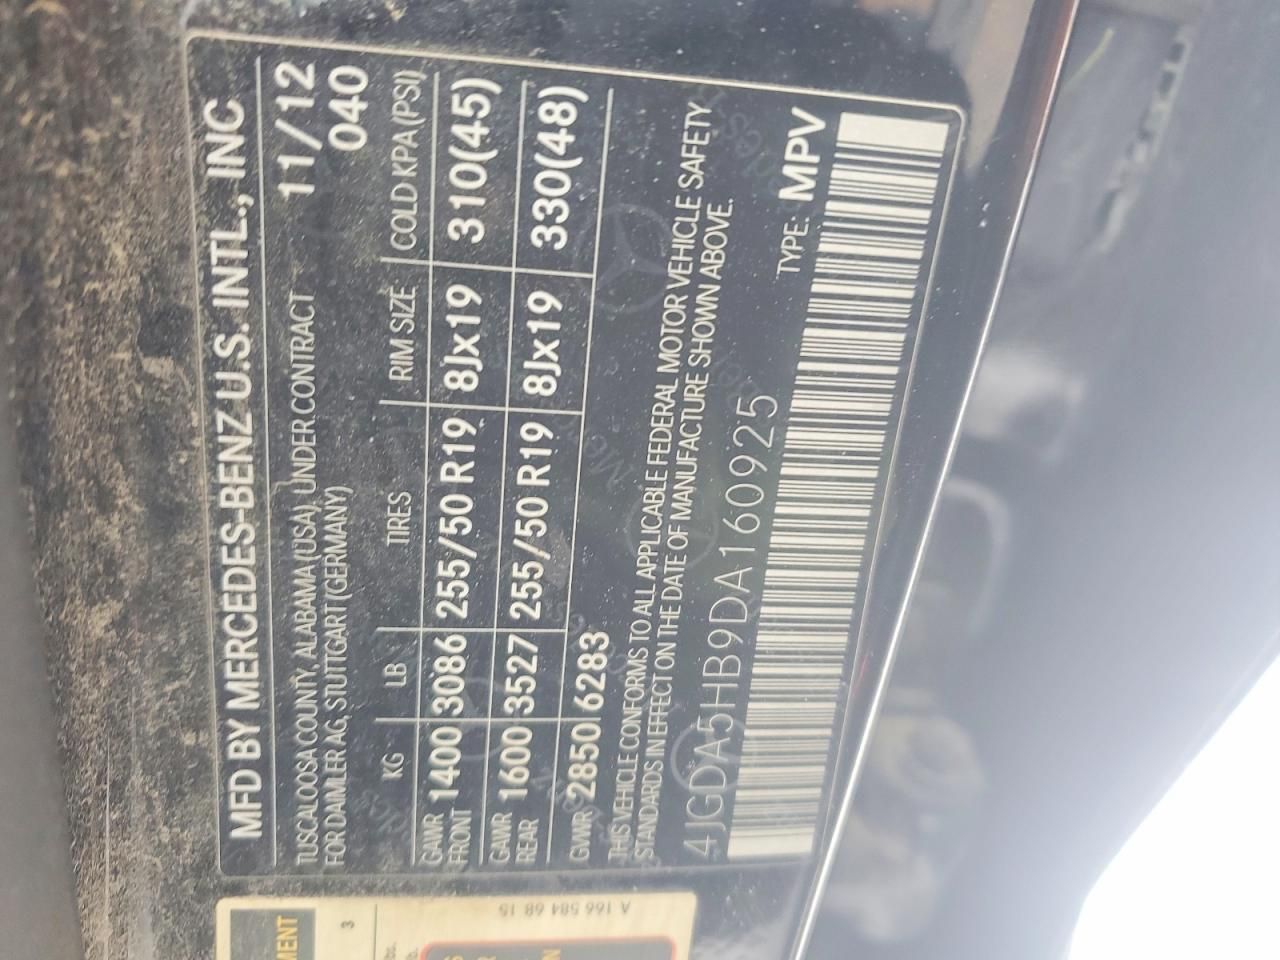 MFD BY MERCEDES-BENZ U.S. INTL., INC
TUSCALOOSA COUNTY, ALABAMA (USA), UNDER CONTRACT 11/12
FOR DAIMLER AG, STUTTGART (GERMANY) 040
KG LB TIRES RIM SIZE COLD KPA (PSI)
GAWR FRONT 1400 3086 255/50 R19 8Jx19 310(45)
GAWR REAR 1600 3527 255/50 R19 8Jx19 330(48)
GVWR 2850 6283
THIS VEHICLE CONFORMS TO ALL APPLICABLE FEDERAL MOTOR VEHICLE SAFETY
STANDARDS IN EFFECT ON THE DATE OF MANUFACTURE SHOWN ABOVE.
4JGDA5HB9DA160925 TYPE: MPV
A 166 584 68 15
3